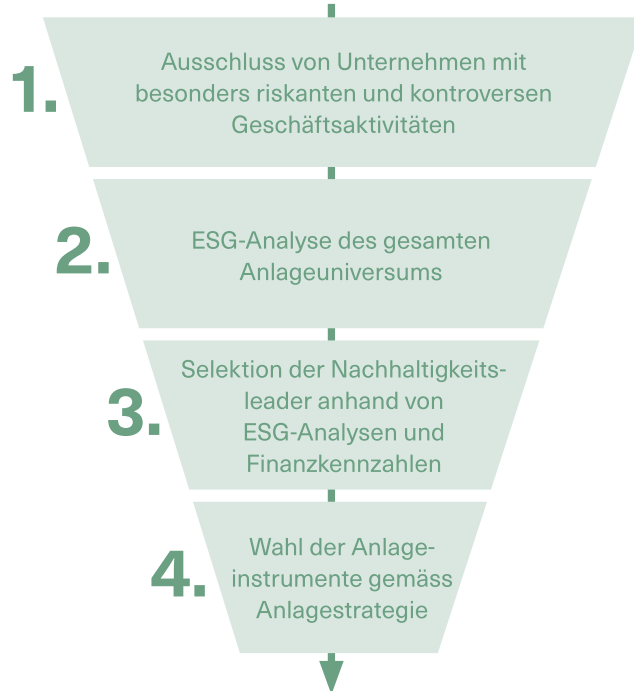 1.
Ausschluss von Unternehmen mit
besonders riskanten und kontroversen
Geschäftsaktivitäten
2.
ESG-Analyse des gesamten
Anlageuniversums
3.
Selektion der Nachhaltigkeits-
leader anhand von
ESG-Analysen und
Finanzkennzahlen
4.
Wahl der Anlage-
instrumente gemäss
Anlagestrategie